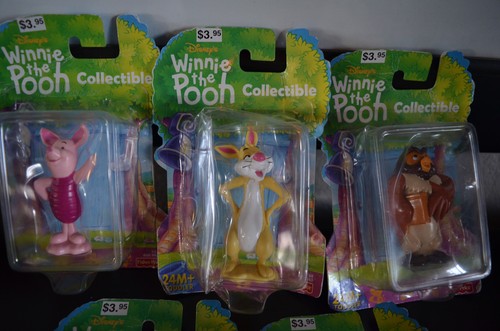 $3.95
Disney's
Winnie
the
Pooh
Collectible
$3.95
Disney's
Winnie
the
Pooh
Collectible
24M+
$3.95
Disney's
Winnie
the
Pooh
Collectible
$3.95
Disney's
$3.95